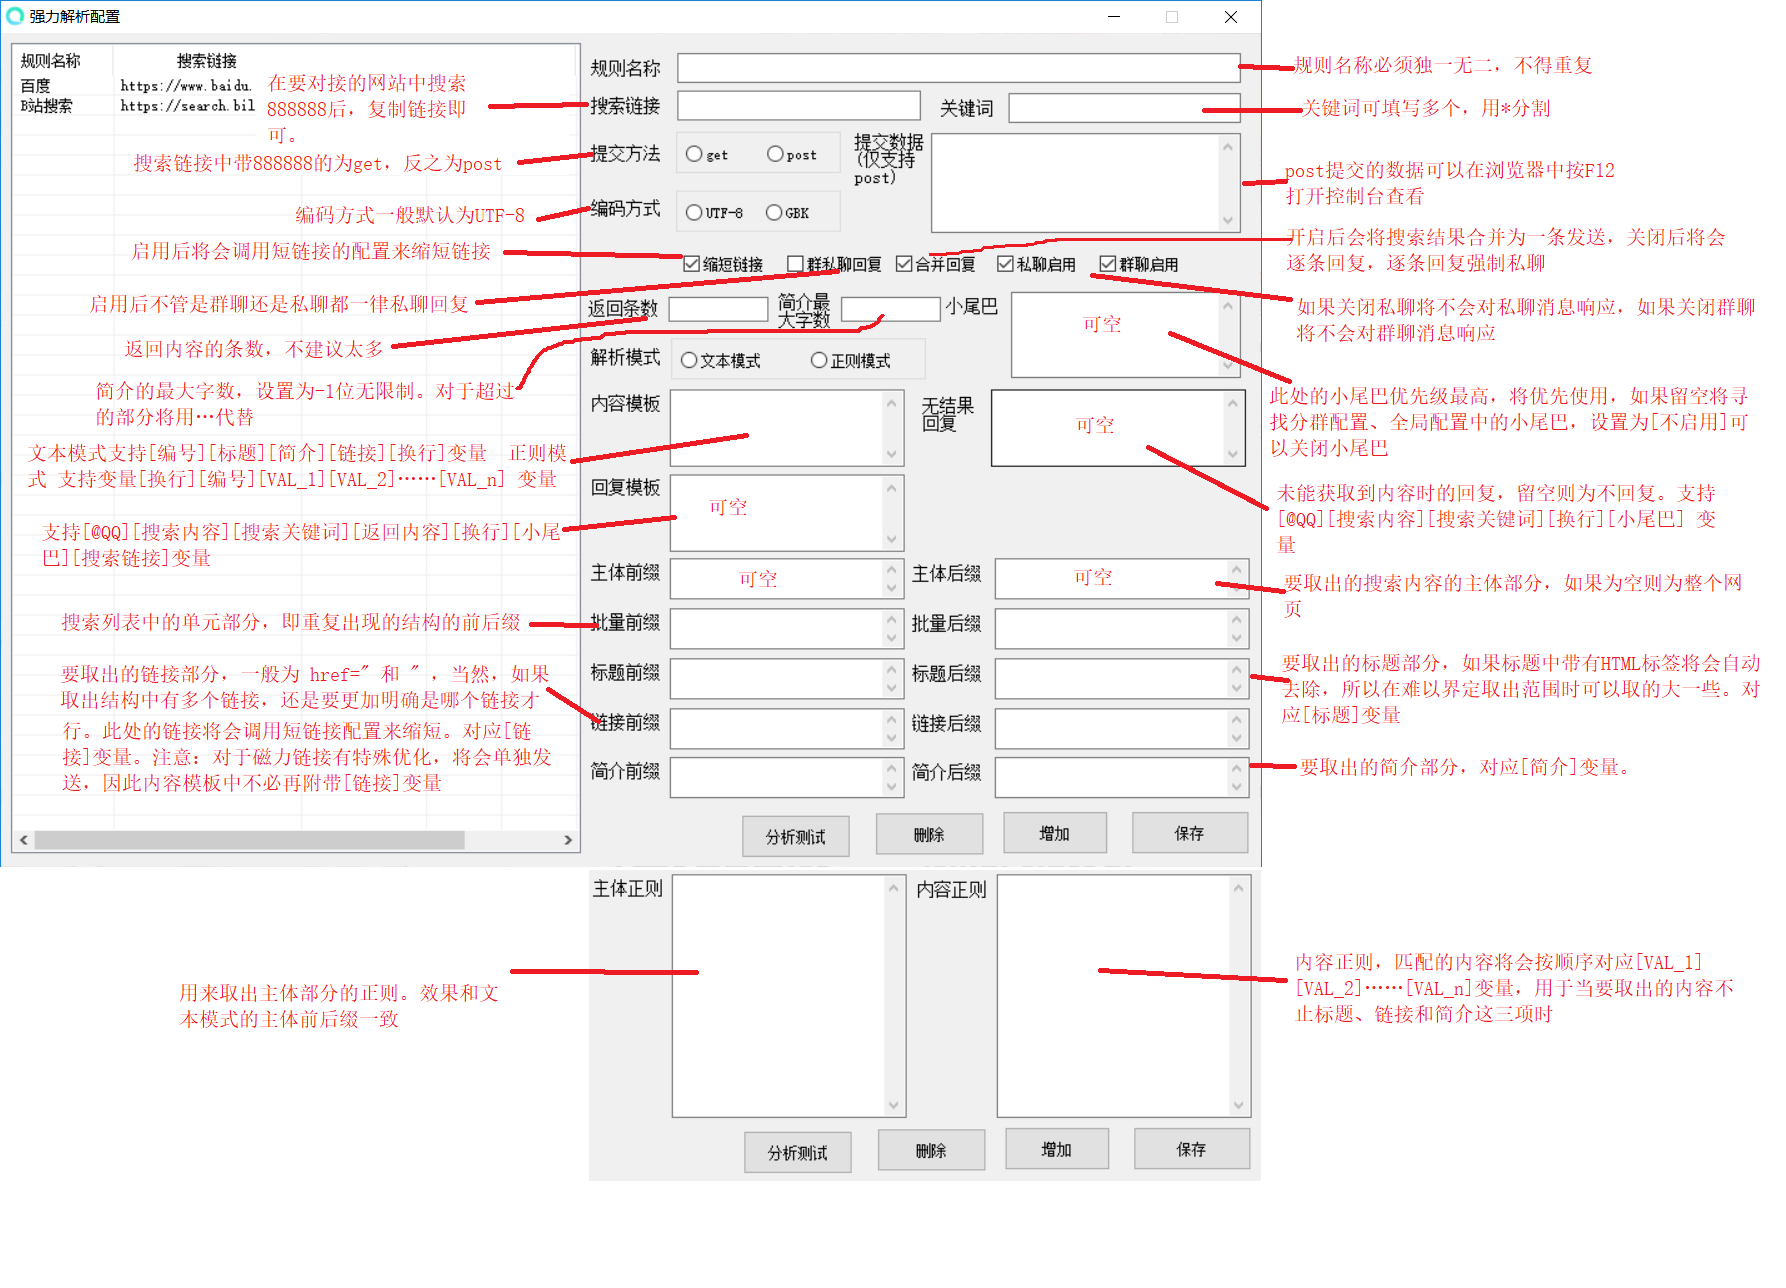 强力解析配置
规则名称 搜索链接
百度 https://www.baidu.
B站搜索 https://search.bil
在要对接的网站中搜索
888888后，复制链接即
可。
搜索链接中带888888的为get，反之为post
编码方式一般默认为UTF-8
启用后将会调用短链接的配置来缩短链接
启用后不管是群聊还是私聊都一律私聊回复
返回内容的条数，不建议太多
简介的最大字数，设置为-1位无限制。对于超过
的部分将用…代替
文本模式支持[编号][标题][简介][链接][换行]变量 正则模
式 支持变量[换行][编号][VAL_1][VAL_2]……[VAL_n] 变量
支持[@QQ][搜索内容][搜索关键词][返回内容][换行][小尾
巴][搜索链接]变量
搜索列表中的单元部分，即重复出现的结构的前后缀
要取出的链接部分，一般为 href=" 和 " ，当然，如果
取出结构中有多个链接，还是要更加明确是哪个链接才
行。此处的链接将会调用短链接配置来缩短。对应[链
接]变量。注意：对于磁力链接有特殊优化，将会单独发
送，因此内容模板中不必再附带[链接]变量
规则名称
搜索链接 关键词
提交方法 get post 提交数据
(仅支持
post)
编码方式 UTF-8 GBK
缩短链接 群私聊回复 合并回复 私聊启用 群聊启用
返回条数 简介最
大字数 小尾巴 可空
解析模式 文本模式 正则模式
内容模板 无结果
回复 可空
回复模板 可空
主体前缀 可空 主体后缀 可空
批量前缀 批量后缀
标题前缀 标题后缀
链接前缀 链接后缀
简介前缀 简介后缀
分析测试 删除 增加 保存
规则名称必须独一无二，不得重复
关键词可填写多个，用*分割
post提交的数据可以在浏览器中按F12
打开控制台查看
开启后会将搜索结果合并为一条发送，关闭后将会
逐条回复，逐条回复强制私聊
如果关闭私聊将不会对私聊消息响应，如果关闭群聊
将不会对群聊消息响应
此处的小尾巴优先级最高，将优先使用，如果留空将寻
找分群配置、全局配置中的小尾巴，设置为[不启用]可
以关闭小尾巴
未能获取到内容时的回复，留空则为不回复。支持
[@QQ][搜索内容][搜索关键词][换行][小尾巴] 变
量
要取出的搜索内容的主体部分，如果为空则为整个网
页
要取出的标题部分，如果标题中带有HTML标签将会自动
去除，所以在难以界定取出范围时可以取的大一些。对
应[标题]变量
要取出的简介部分，对应[简介]变量。
主体正则 内容正则
用来取出主体部分的正则。效果和文
本模式的主体前后缀一致
内容正则，匹配的内容将会按顺序对应[VAL_1]
[VAL_2]……[VAL_n]变量，用于当要取出的内容不
止标题、链接和简介这三项时
分析测试 删除 增加 保存